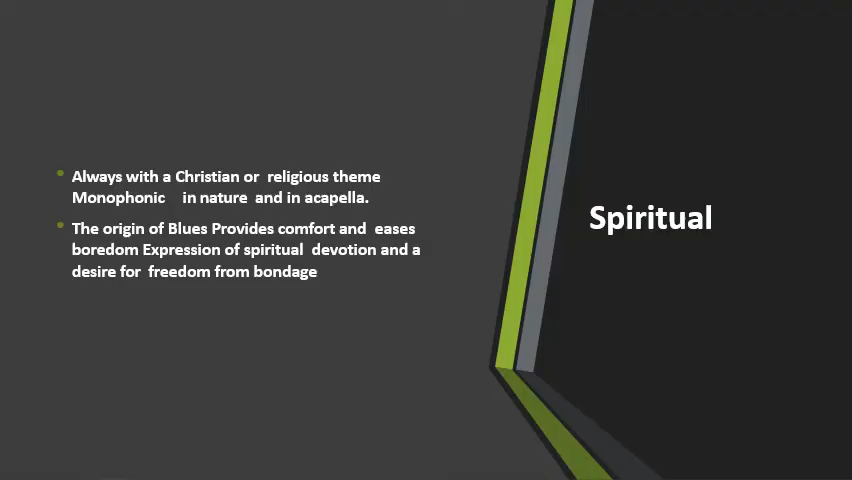 Always with a Christian or religious theme
Monophonic in nature and in acapella.
The origin of Blues Provides comfort and eases
boredom Expression of spiritual devotion and a
desire for freedom from bondage
Spiritual